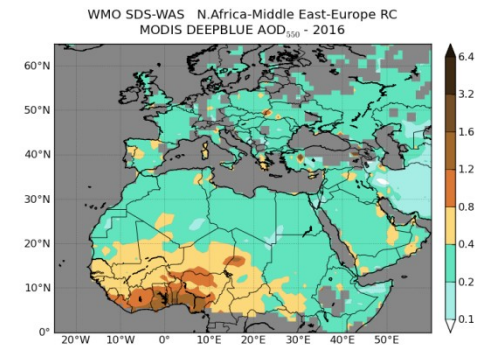 WMO SDS-WAS N.Africa-Middle East-Europe RC
MODIS DEEPBLUE AOD₅₅₀ - 2016
60°N
50°N
40°N
30°N
20°N
10°N
0°
20°W
10°W
0°
10°E
20°E
30°E
40°E
50°E
6.4
3.2
1.6
1.2
0.8
0.4
0.2
0.1